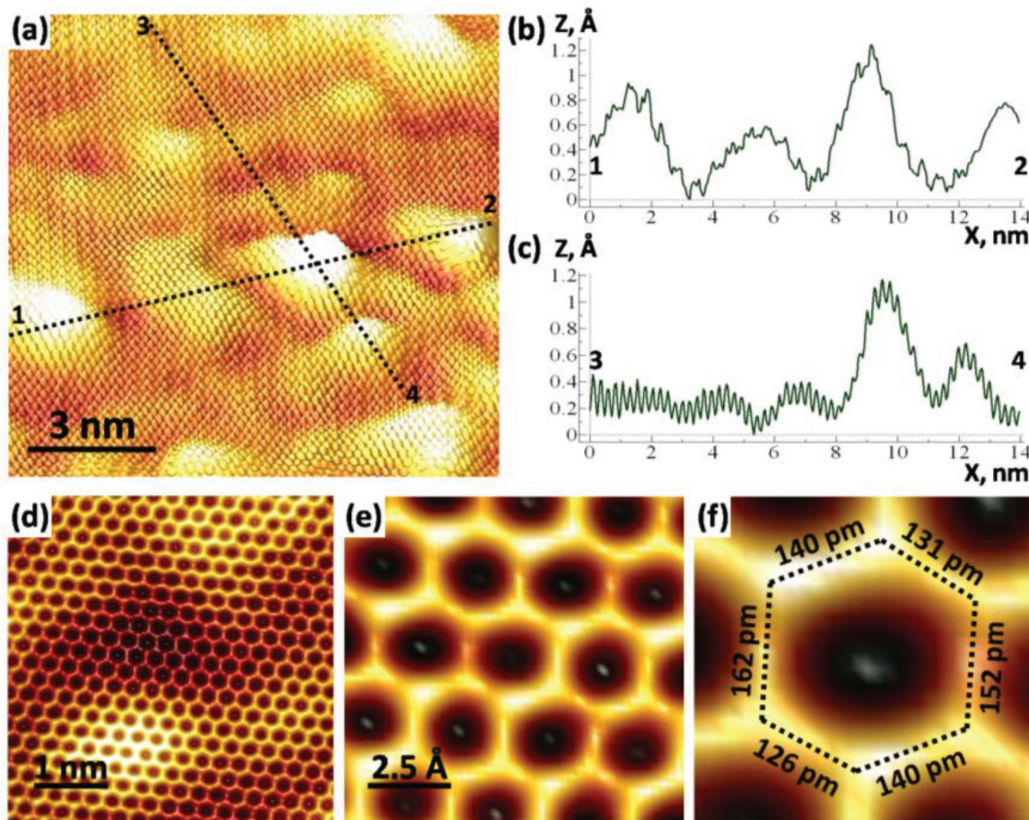 (a)
3
2
1
4
3 nm
(b) Z, Å
1.2
1
0.8
0.6
0.4
0.2
0
1
2
0 2 4 6 8 10 12 14
X, nm
(c) Z, Å
1.2
1
0.8
0.6
0.4
0.2
0
3
4
0 2 4 6 8 10 12 14
X, nm
(d)
1 nm
(e)
2.5 Å
(f)
140 pm
131 pm
162 pm
152 pm
126 pm
140 pm